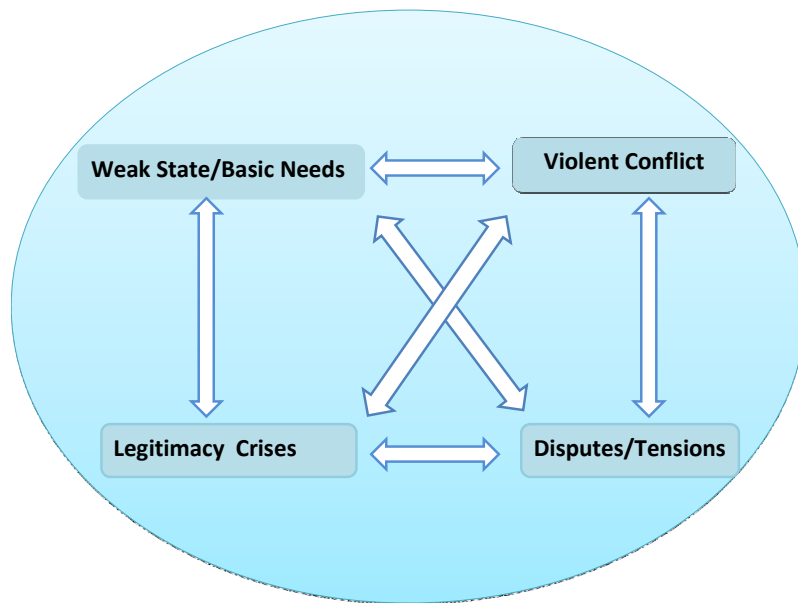 Weak State/Basic Needs
Violent Conflict
Legitimacy Crises
Disputes/Tensions